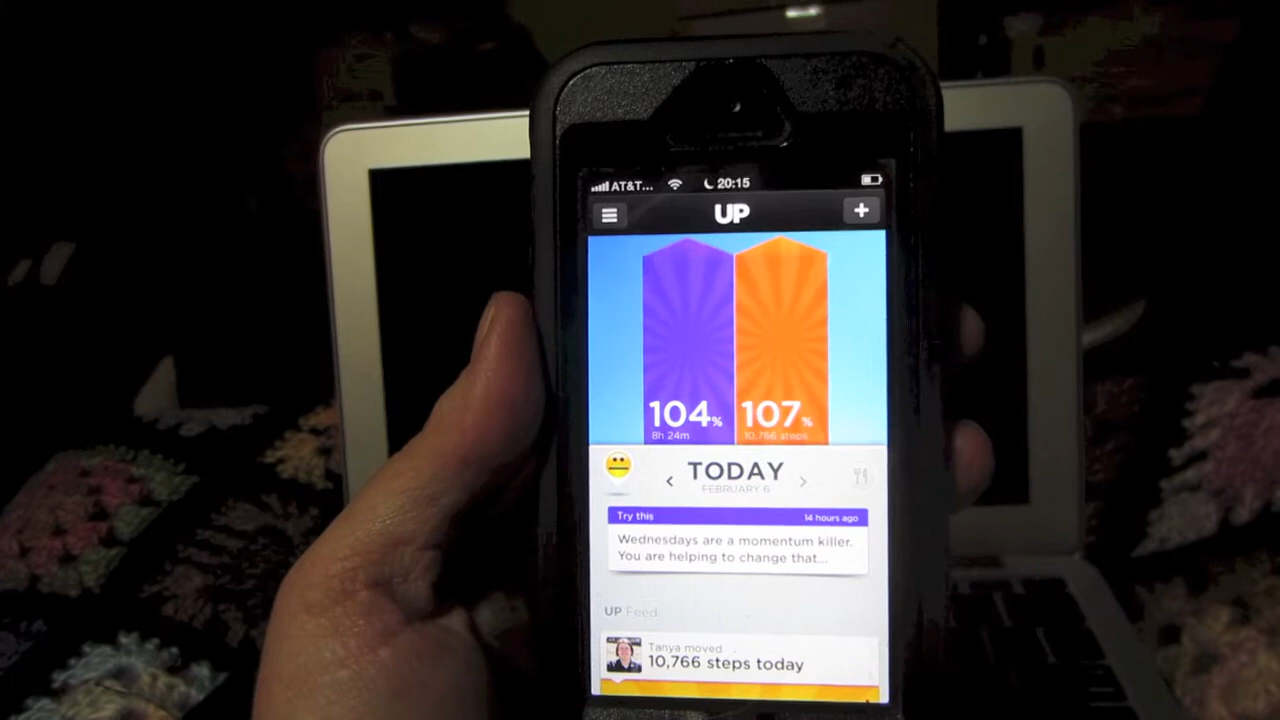 AT&T... 20:15
UP
+
104% 107%
8h 24m 10,766 steps
TODAY
FEBRUARY 6
Try this 14 hours ago
Wednesdays are a momentum killer.
You are helping to change that...
UP Feed
Tanya moved
10,766 steps today